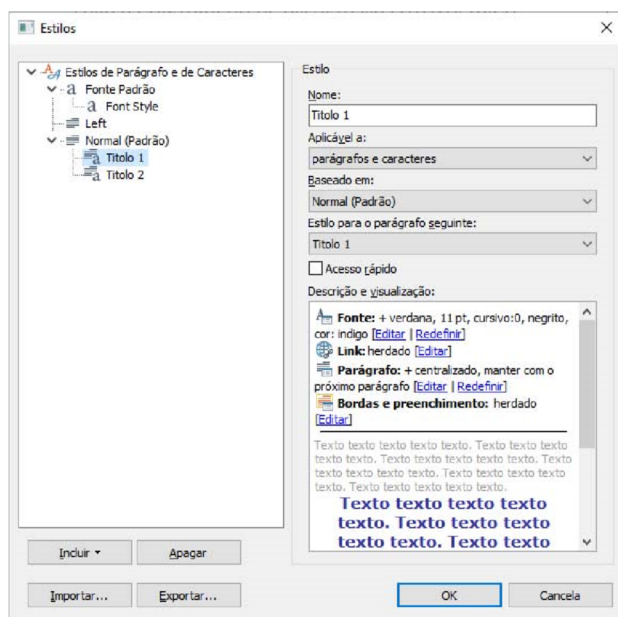 Estilos
Estilos de Parágrafo e de Caracteres
a Fonte Padrão
a Font Style
Left
Normal (Padrão)
a Titolo 1
a Titolo 2
Incluir
Apagar
Importar...
Exportar...
Estilo
Nome:
Titolo 1
Aplicável a:
parágrafos e caracteres
Baseado em:
Normal (Padrão)
Estilo para o parágrafo seguinte:
Titolo 1
Acesso rápido
Descrição e visualização:
Fonte: + verdana, 11 pt, cursivo:0, negrito,
cor: indigo [Editar | Redefinir]
Link: herdado [Editar]
Parágrafo: + centralizado, manter com o
próximo parágrafo [Editar | Redefinir]
Bordas e preenchimento: herdado
[Editar]
Texto texto texto texto texto. Texto texto texto
texto texto. Texto texto texto texto texto. Texto
texto texto texto texto. Texto texto texto texto
texto. Texto texto texto texto texto.
Texto texto texto texto
texto. Texto texto texto
texto texto. Texto texto
OK
Cancela